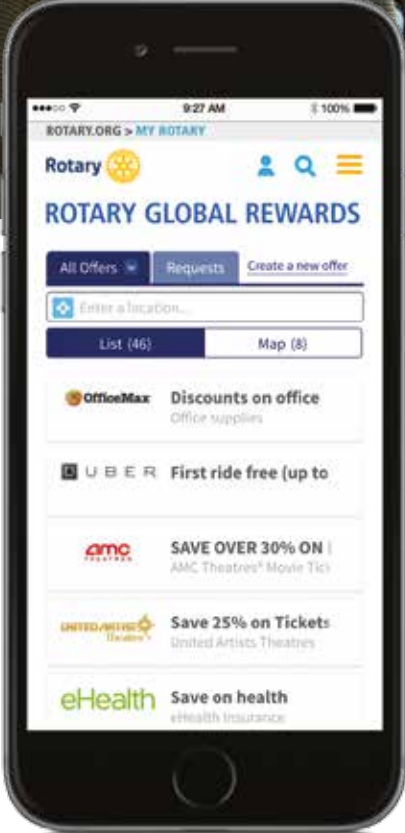 9:27 AM 100%
ROTARY.ORG > MY ROTARY
Rotary
ROTARY GLOBAL REWARDS
All Offers Requests Create a new offer
Enter a location...
List (46) Map (8)
OfficeMax Discounts on office
Office supplies
UBER First ride free (up to
amc THEATRES SAVE OVER 30% ON
AMC Theatres® Movie Tic
UNITED ARTISTS Theatres Save 25% on Tickets
United Artists Theatres
eHealth Save on health
eHealth Insurance